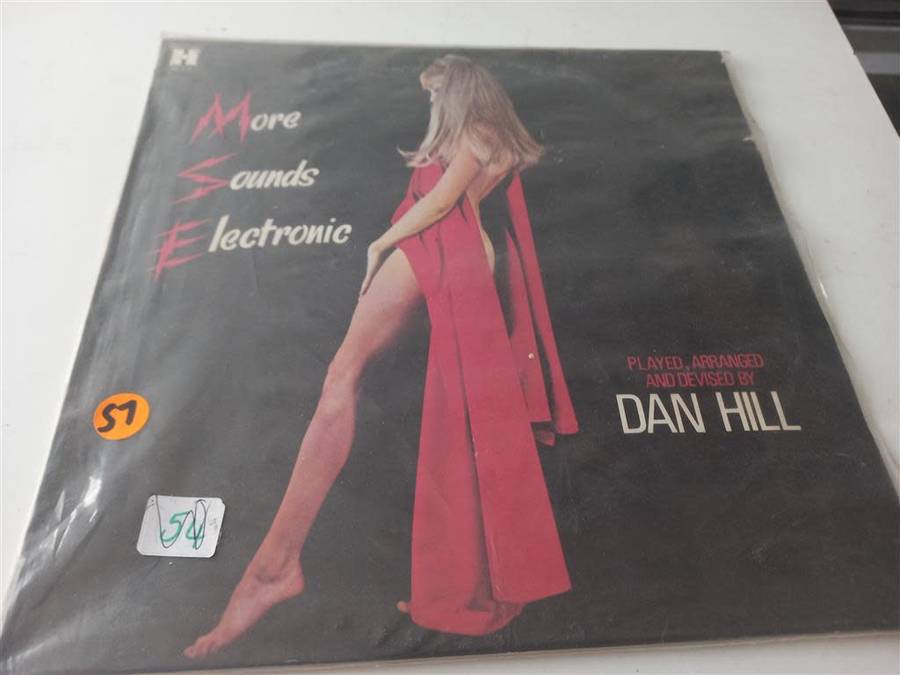 H
More
Sounds
Electronic
PLAYED, ARRANGED
AND DEVISED BY
DAN HILL
57
54